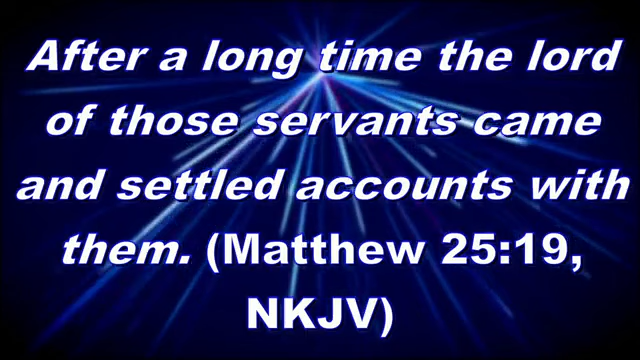 After a long time the lord
of those servants came
and settled accounts with
them. (Matthew 25:19,
NKJV)